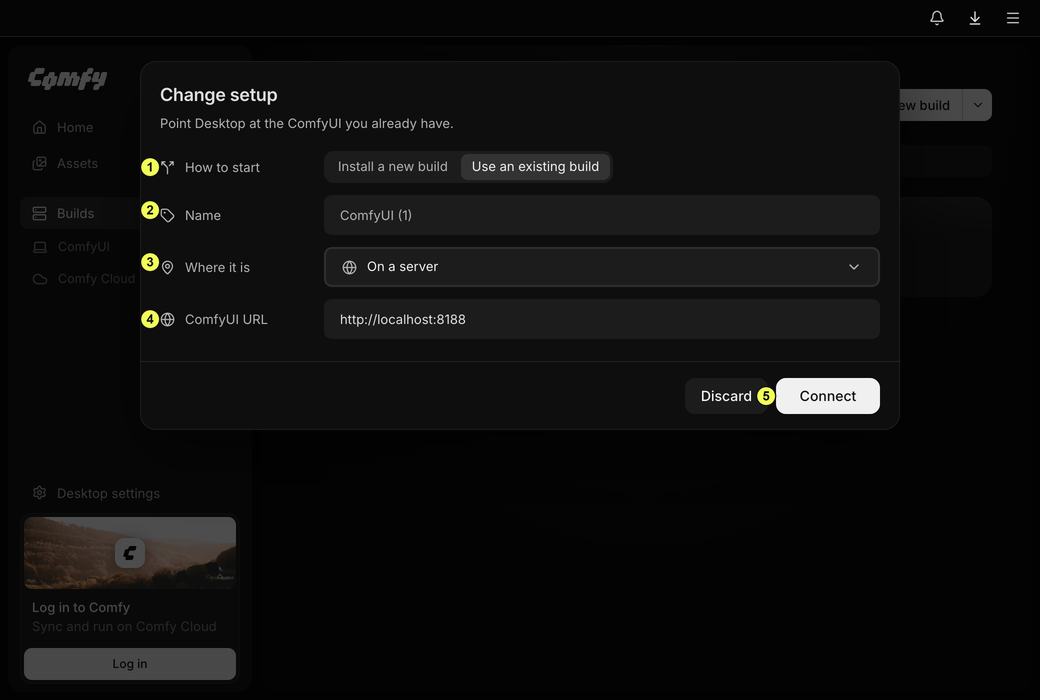 Comfy
ew build
Home
Assets
Builds
ComfyUI
Comfy Cloud
Change setup
Point Desktop at the ComfyUI you already have.
1 How to start Install a new build Use an existing build
2 Name ComfyUI (1)
3 Where it is On a server
4 ComfyUI URL http://localhost:8188
Discard 5 Connect
Desktop settings
C
Log in to Comfy
Sync and run on Comfy Cloud
Log in